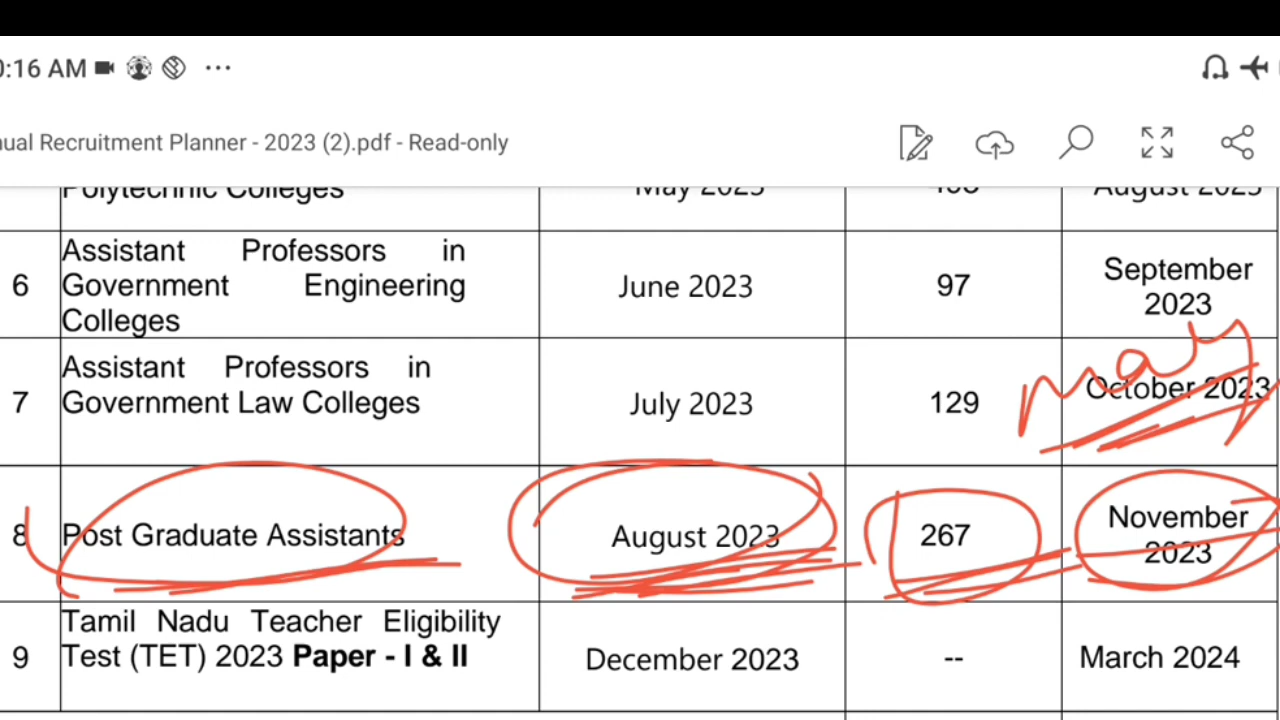 0:16 AM
ual Recruitment Planner - 2023 (2).pdf - Read-only
Polytechnic Colleges
May 2023
August 2023
6
Assistant Professors in
Government Engineering
Colleges
June 2023
97
September
2023
7
Assistant Professors in
Government Law Colleges
July 2023
129
October 2023
may
8
Post Graduate Assistants
August 2023
267
November
2023
9
Tamil Nadu Teacher Eligibility
Test (TET) 2023 Paper - I & II
December 2023
--
March 2024